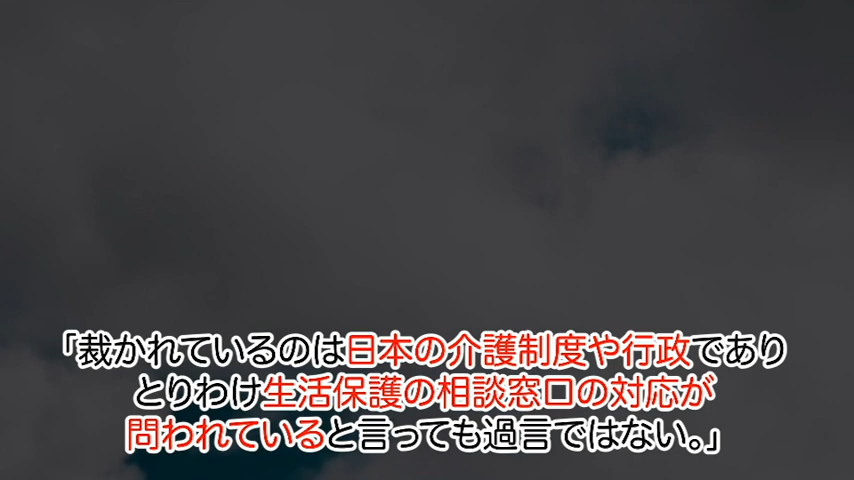 「裁かれているのは日本の介護制度や行政であり
とりわけ生活保護の相談窓口の対応が
問われていると言っても過言ではない。」